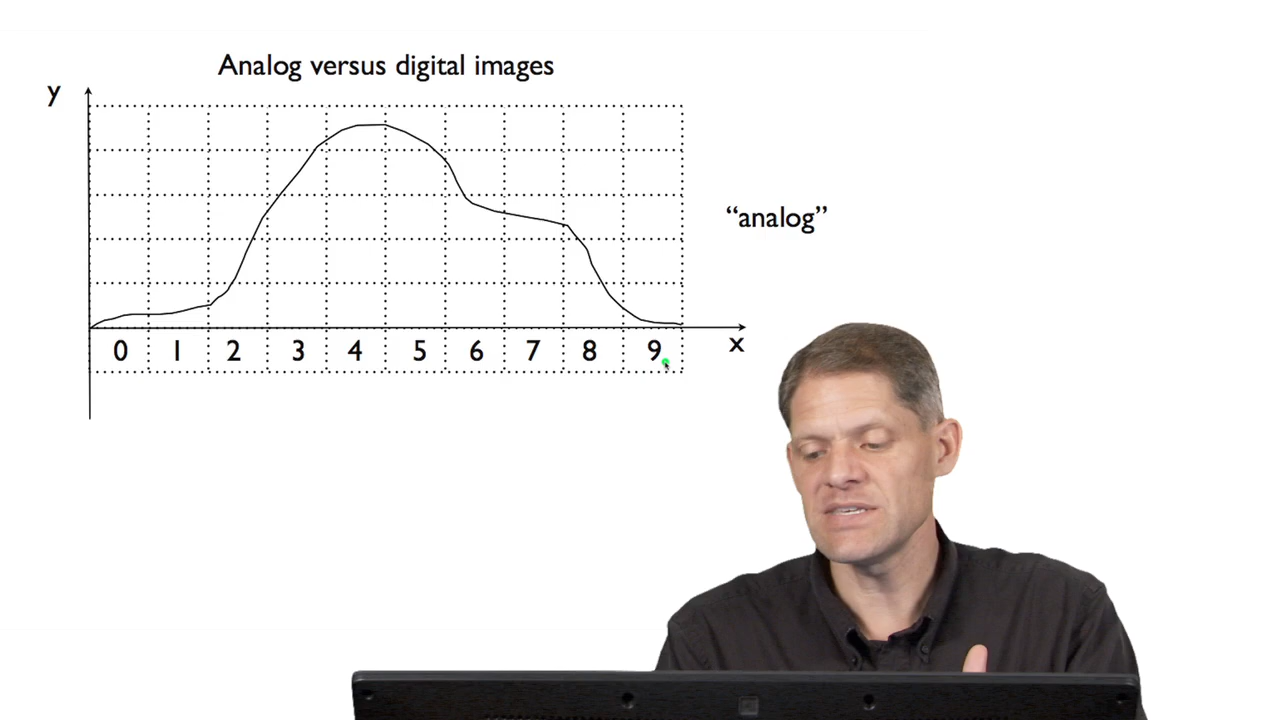 Analog versus digital images
y
“analog”
0 1 2 3 4 5 6 7 8 9
x